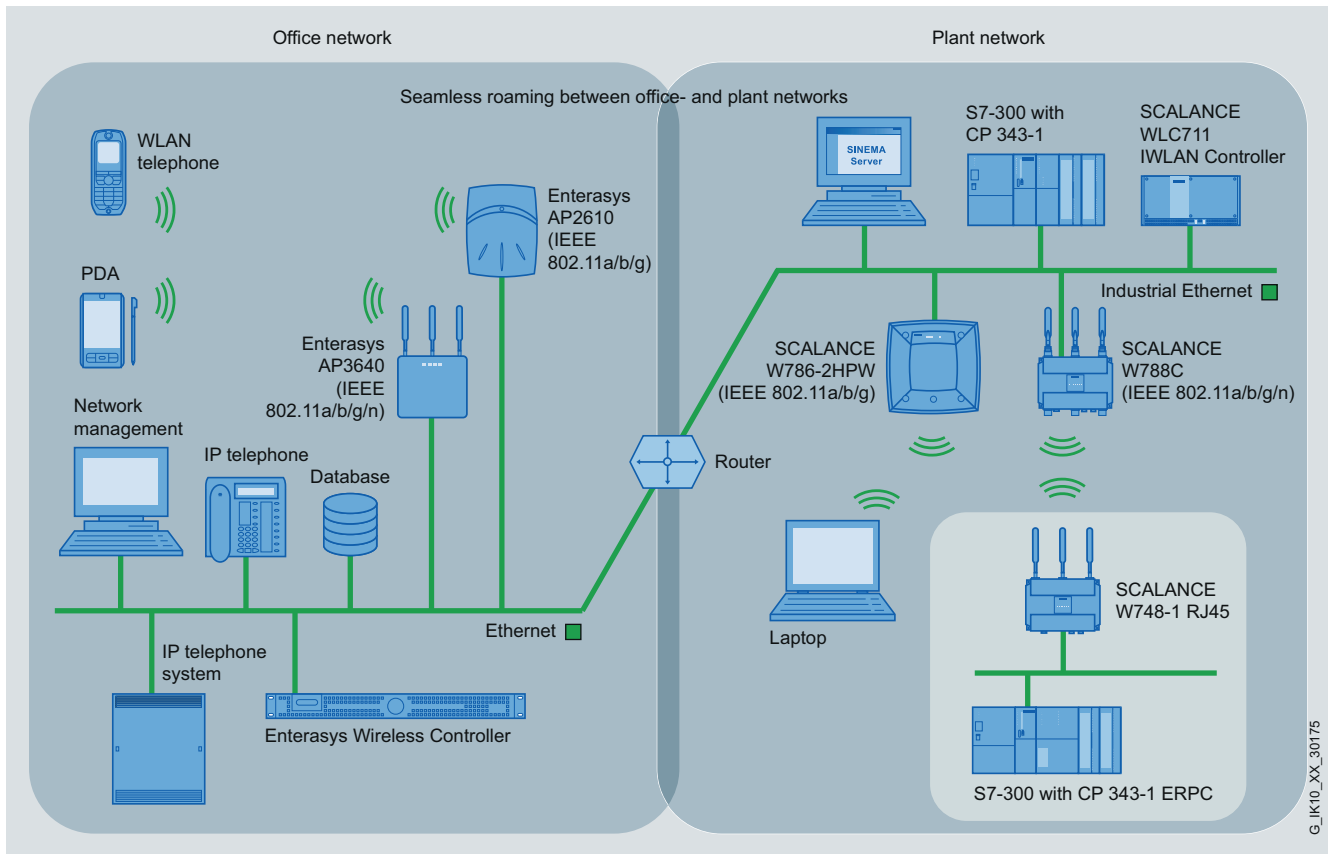 Office network
Plant network
Seamless roaming between office- and plant networks
WLAN
telephone
Enterasys
AP2610
(IEEE
802.11a/b/g)
PDA
Enterasys
AP3640
(IEEE
802.11a/b/g/n)
Network
management
IP telephone
Database
Ethernet
IP telephone
system
Enterasys Wireless Controller
SINEMA
Server
S7-300 with
CP 343-1
SCALANCE
WLC711
IWLAN Controller
Industrial Ethernet
SCALANCE
W786-2HPW
(IEEE 802.11a/b/g)
SCALANCE
W788C
(IEEE 802.11a/b/g/n)
Router
Laptop
SCALANCE
W748-1 RJ45
S7-300 with CP 343-1 ERPC
G_IK10_XX_30175